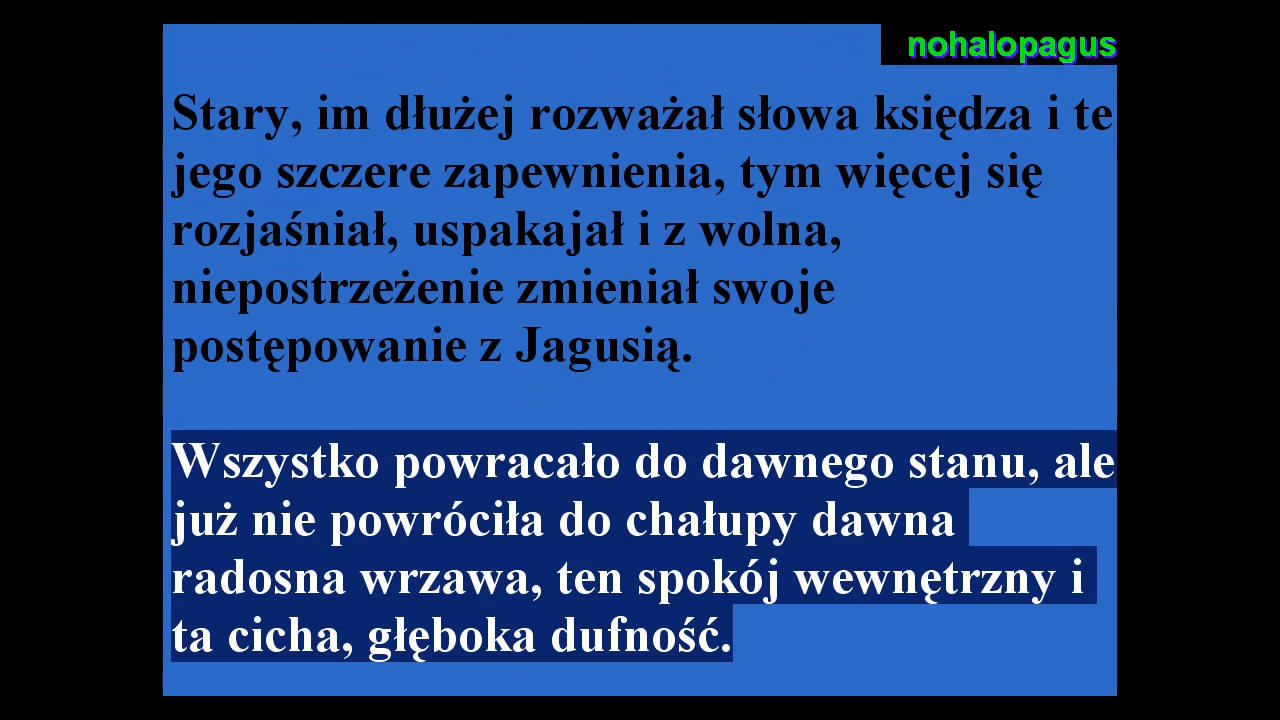 nohalopagus
Stary, im dłużej rozważał słowa księdza i te
jego szczere zapewnienia, tym więcej się
rozjaśniał, uspakajał i z wolna,
niepostrzeżenie zmieniał swoje
postępowanie z Jagusią.
Wszystko powracało do dawnego stanu, ale
już nie powróciła do chałupy dawna
radosna wrzawa, ten spokój wewnętrzny i
ta cicha, głęboka dufność.